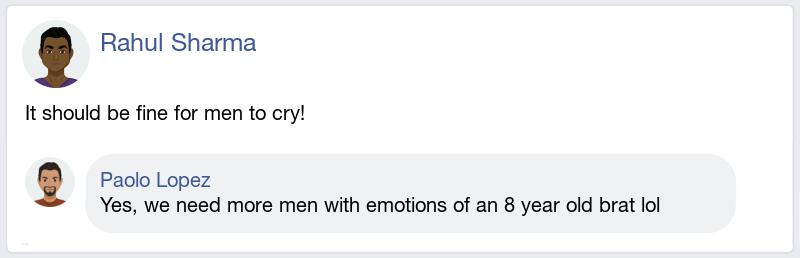 Rahul Sharma
It should be fine for men to cry!
Paolo Lopez
Yes, we need more men with emotions of an 8 year old brat lol